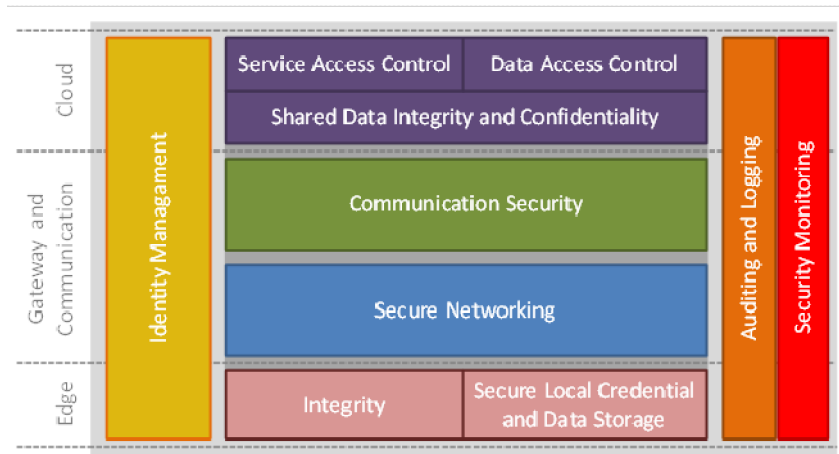 Cloud
Gateway and
Communication
Edge
Identity Managament
Service Access Control
Data Access Control
Shared Data Integrity and Confidentiality
Communication Security
Secure Networking
Integrity
Secure Local Credential
and Data Storage
Auditing and Logging
Security Monitoring